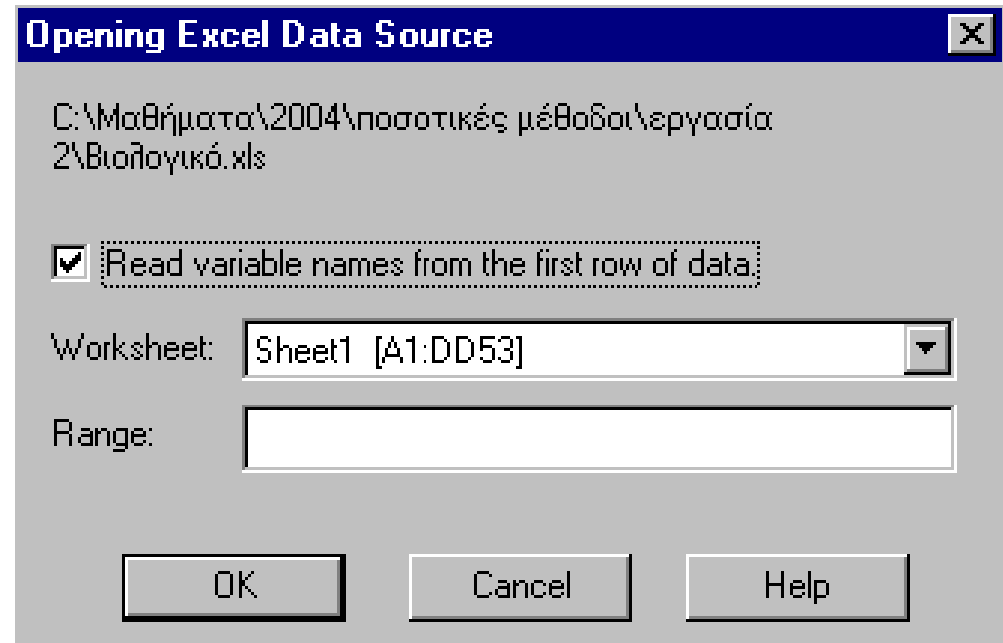 Opening Excel Data Source
C:\Μαθήματα\2004\ποσοτικές μέθοδοι\εργασία
2\Βιολογικό.xls
Read variable names from the first row of data.
Worksheet: Sheet1 [A1:DD53]
Range:
OK Cancel Help